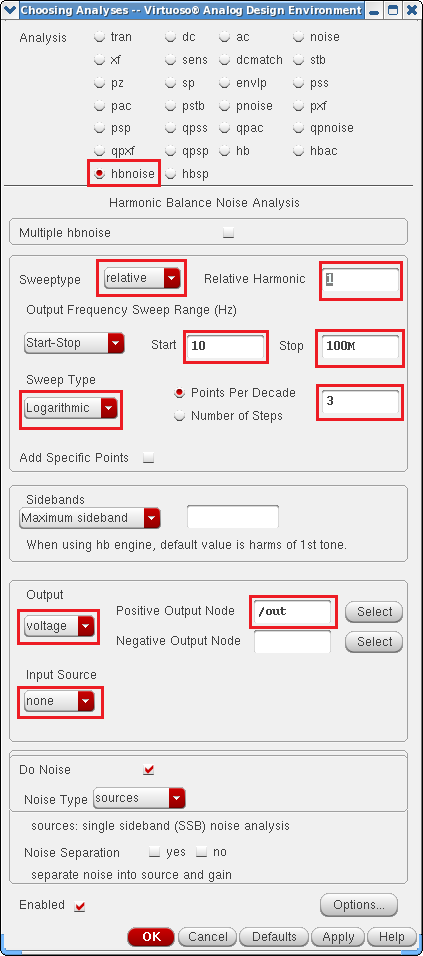 Choosing Analyses -- Virtuoso® Analog Design Environment
Analysis tran dc ac noise
xf sens dcmatch stb
pz sp envlp pss
pac pstb pnoise pxf
psp qpss qpac qpnoise
qpxf qpsp hb hbac
hbnoise hbsp
Harmonic Balance Noise Analysis
Multiple hbnoise
Sweeptype relative Relative Harmonic 1
Output Frequency Sweep Range (Hz)
Start-Stop Start 10 Stop 100M
Sweep Type
Logarithmic Points Per Decade 3
Number of Steps
Add Specific Points
Sidebands
Maximum sideband
When using hb engine, default value is harms of 1st tone.
Output
voltage Positive Output Node /out Select
Negative Output Node Select
Input Source
none
Do Noise
Noise Type sources
sources: single sideband (SSB) noise analysis
Noise Separation yes no
separate noise into source and gain
Enabled Options...
OK Cancel Defaults Apply Help